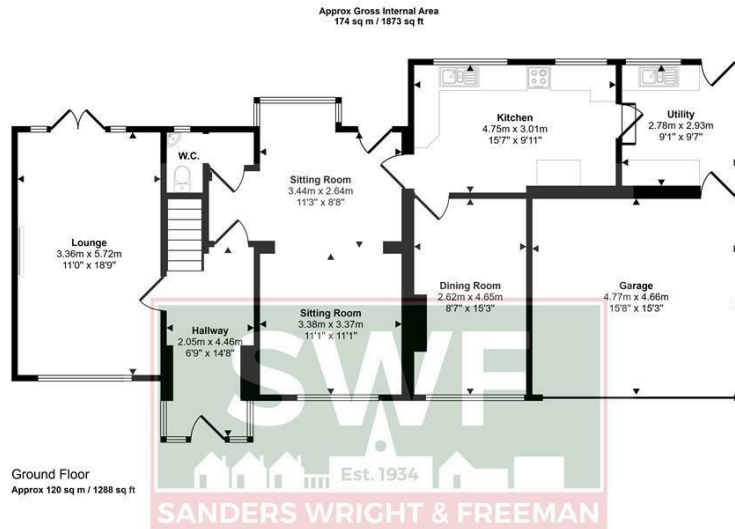 Approx Gross Internal Area
174 sq m / 1873 sq ft
Kitchen
4.75m x 3.01m
15'7" x 9'11"
Utility
2.78m x 2.93m
9'1" x 9'7"
W.C.
Sitting Room
3.44m x 2.64m
11'3" x 8'8"
Lounge
3.36m x 5.72m
11'0" x 18'9"
Dining Room
2.62m x 4.65m
8'7" x 15'3"
Garage
4.77m x 4.66m
15'8" x 15'3"
Hallway
2.05m x 4.46m
6'9" x 14'8"
Sitting Room
3.38m x 3.37m
11'1" x 11'1"
SWF
Est. 1934
SANDERS WRIGHT & FREEMAN
Ground Floor
Approx 120 sq m / 1288 sq ft